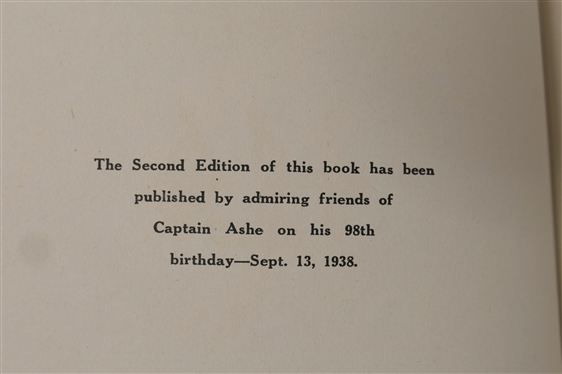 The Second Edition of this book has been
published by admiring friends of
Captain Ashe on his 98th
birthday—Sept. 13, 1938.